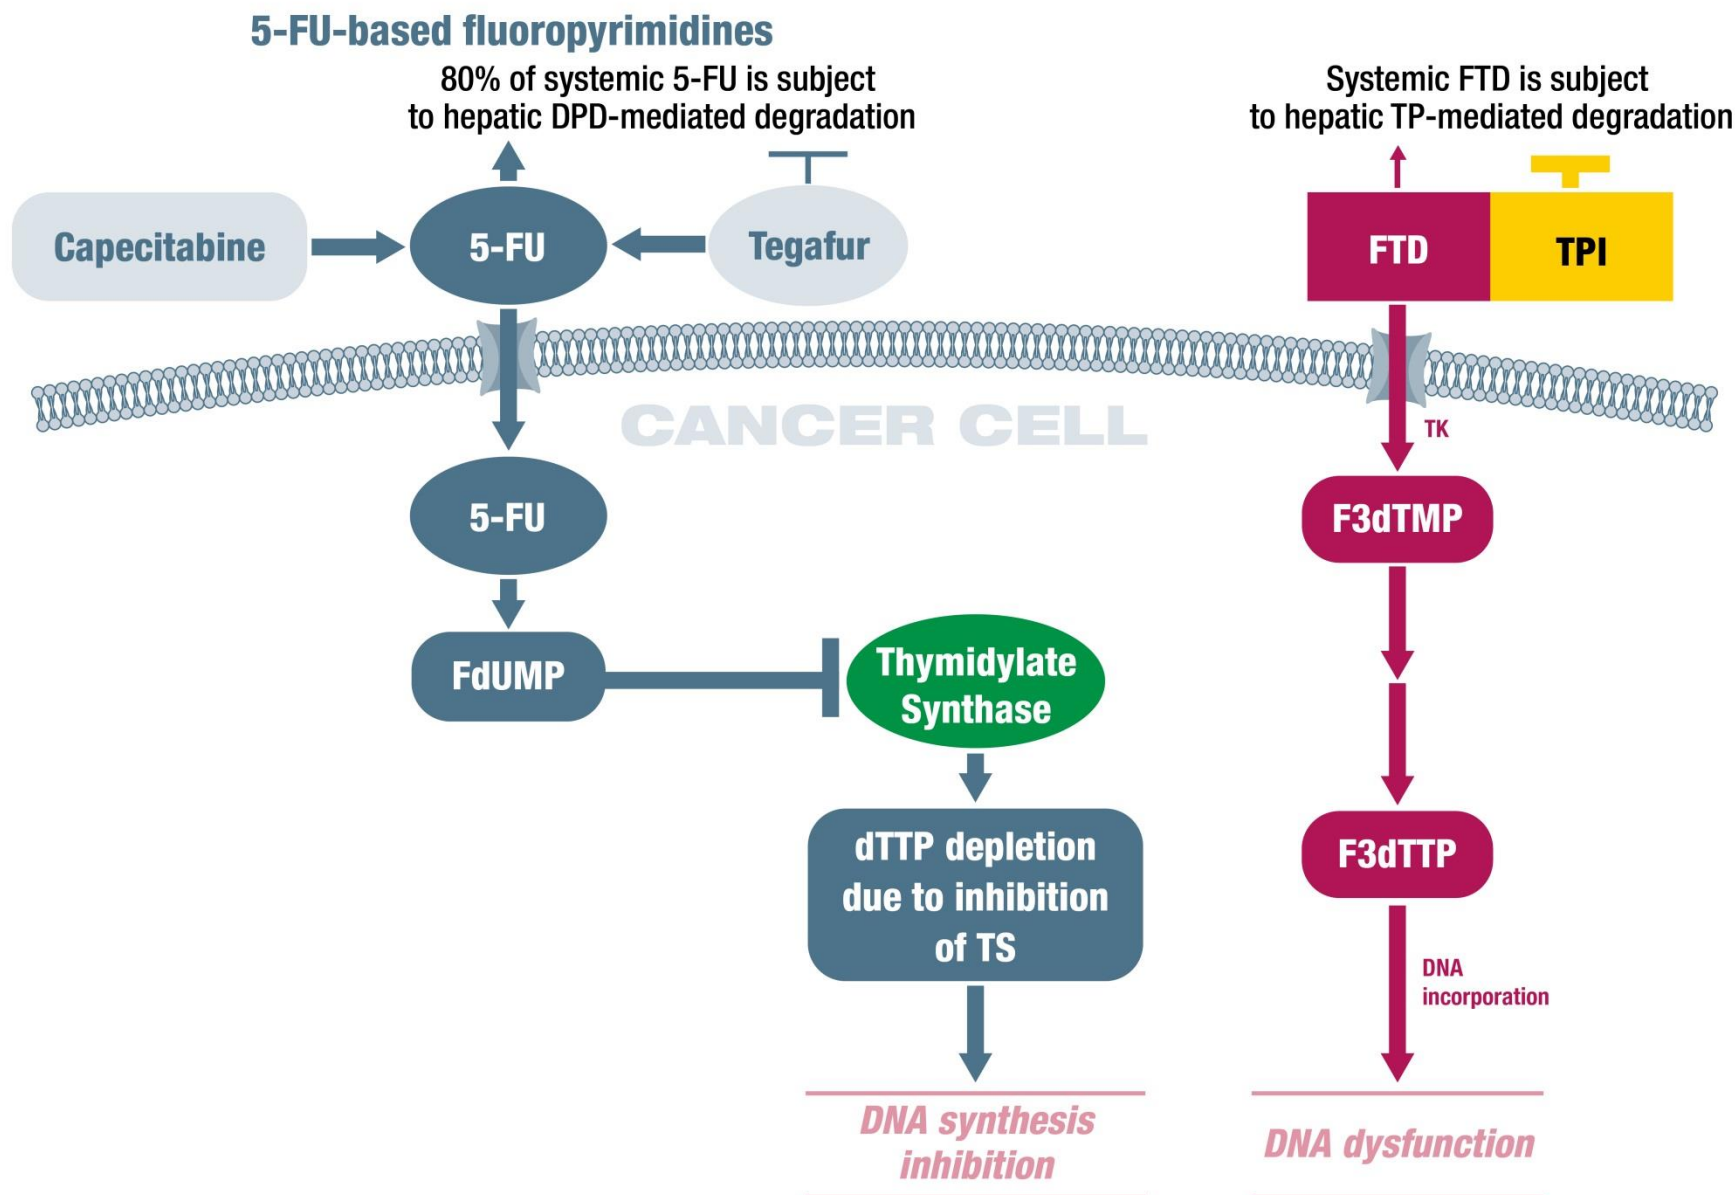 5-FU-based fluoropyrimidines
80% of systemic 5-FU is subject
to hepatic DPD-mediated degradation
Systemic FTD is subject
to hepatic TP-mediated degradation
Capecitabine
5-FU
Tegafur
FTD
TPI
CANCER CELL
TK
5-FU
F3dTMP
FdUMP
Thymidylate
Synthase
dTTP depletion
due to inhibition
of TS
F3dTTP
DNA
incorporation
DNA synthesis
inhibition
DNA dysfunction